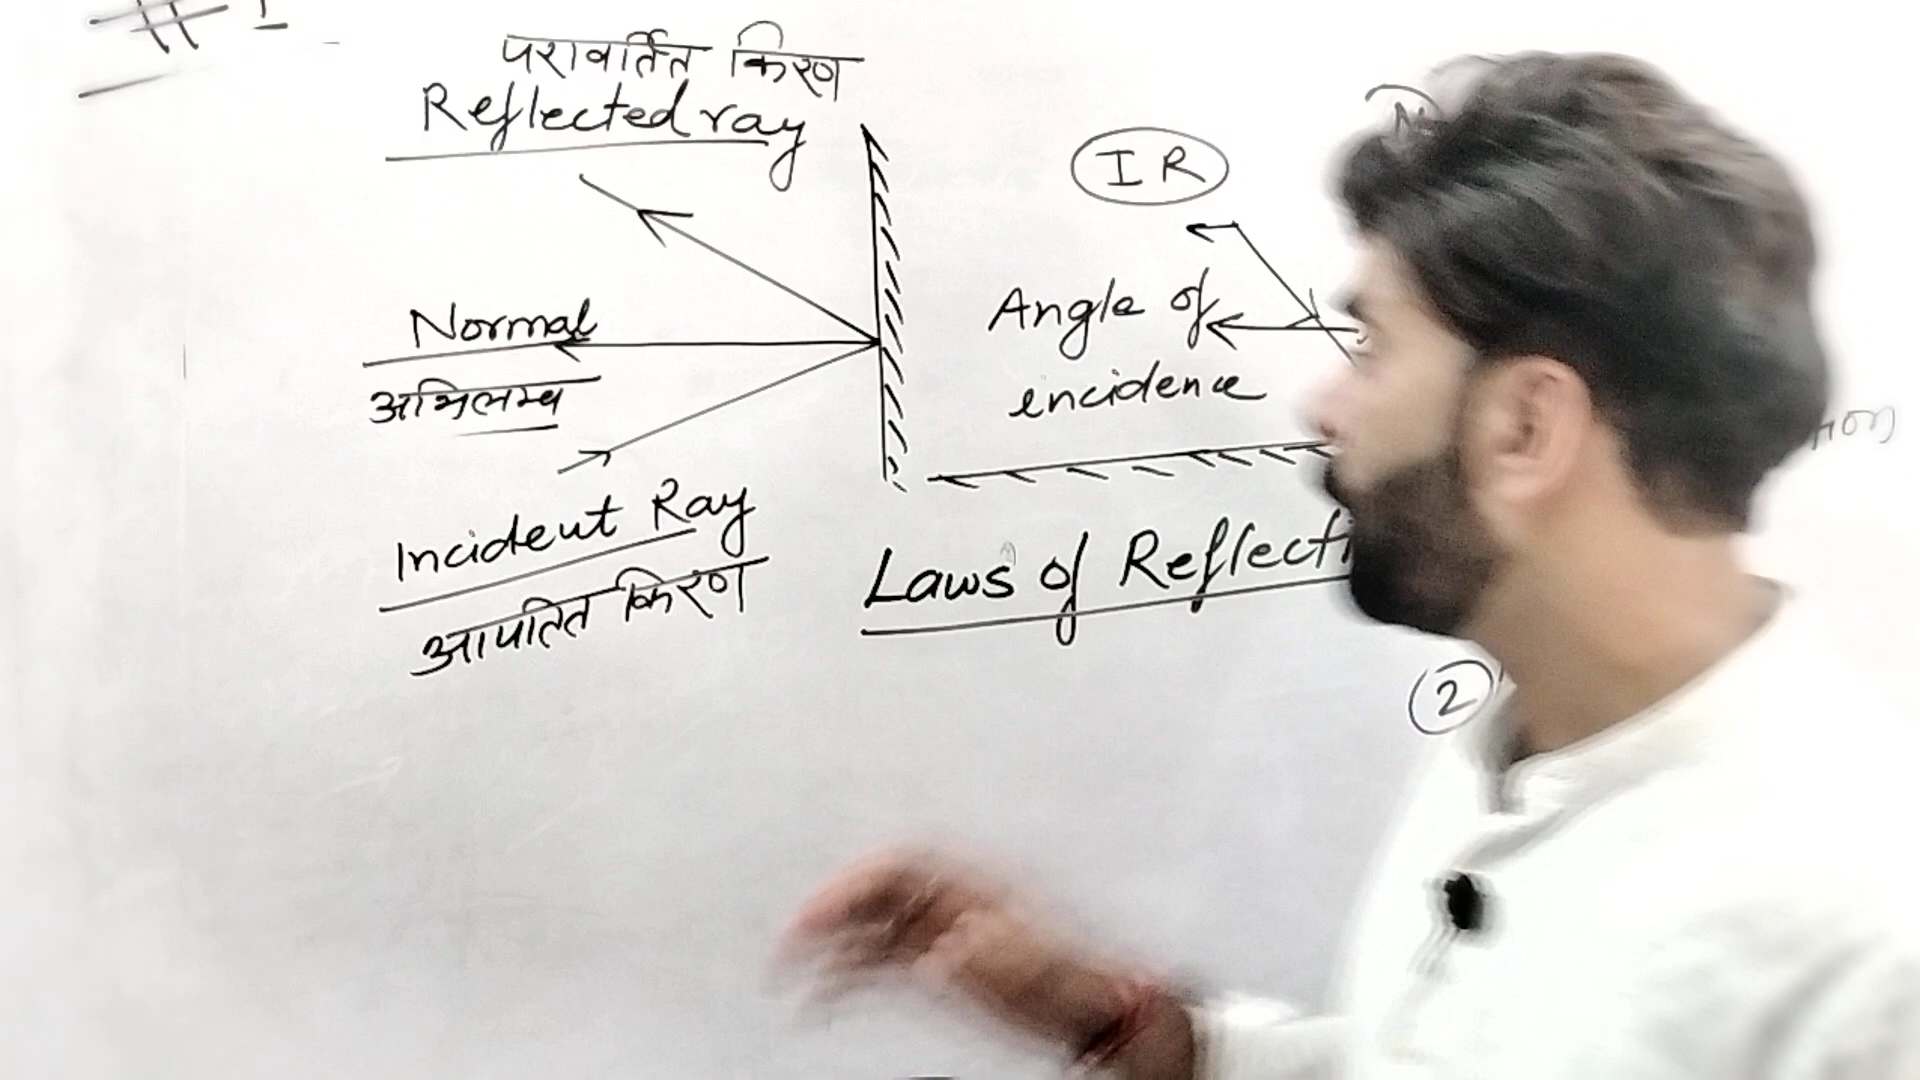 # 1
परावर्तित किरण
Reflected ray
Normal
अभिलम्ब
Incident Ray
आपतित किरण
I R
Angle of
incidence
Laws of
2